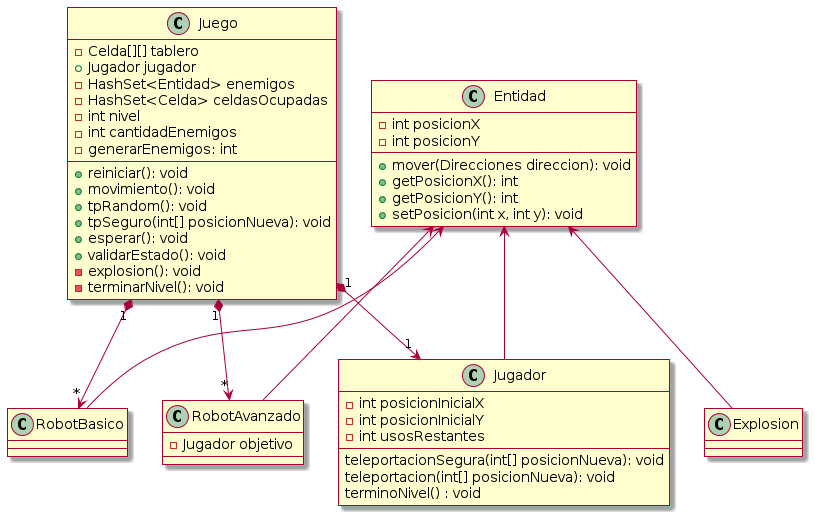 C Juego
Celda[][] tablero
Jugador jugador
HashSet<Entidad> enemigos
HashSet<Celda> celdasOcupadas
int nivel
int cantidadEnemigos
generarEnemigos: int
reiniciar(): void
movimiento(): void
tpRandom(): void
tpSeguro(int[] posicionNueva): void
esperar(): void
validarEstado(): void
explosion(): void
terminarNivel(): void
C Entidad
int posicionX
int posicionY
mover(Direcciones direccion): void
getPosicionX(): int
getPosicionY(): int
setPosicion(int x, int y): void
1
1
1
*
*
1
C RobotBasico
C RobotAvanzado
Jugador objetivo
C Jugador
int posicionInicialX
int posicionInicialY
int usosRestantes
teleportacionSegura(int[] posicionNueva): void
teleportacion(int[] posicionNueva): void
terminoNivel() : void
C Explosion